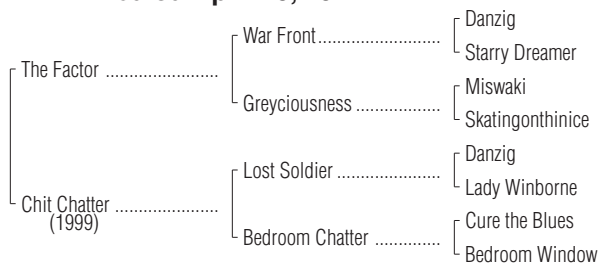 Danzig
War Front........................
Starry Dreamer
The Factor ......................
Miswaki
Greyciousness .................
Skatingonthinice
Danzig
Lost Soldier .....................
Lady Winborne
Chit Chatter ....................
(1999)
Cure the Blues
Bedroom Chatter .............
Bedroom Window